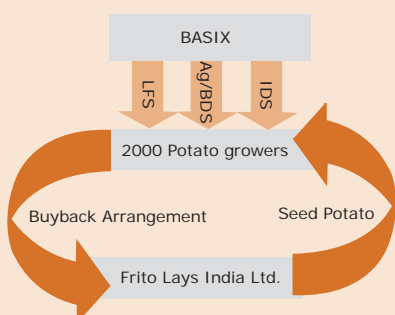 BASIX
LFS
Ag/BDS
IDS
2000 Potato growers
Buyback Arrangement
Seed Potato
Frito Lays India Ltd.